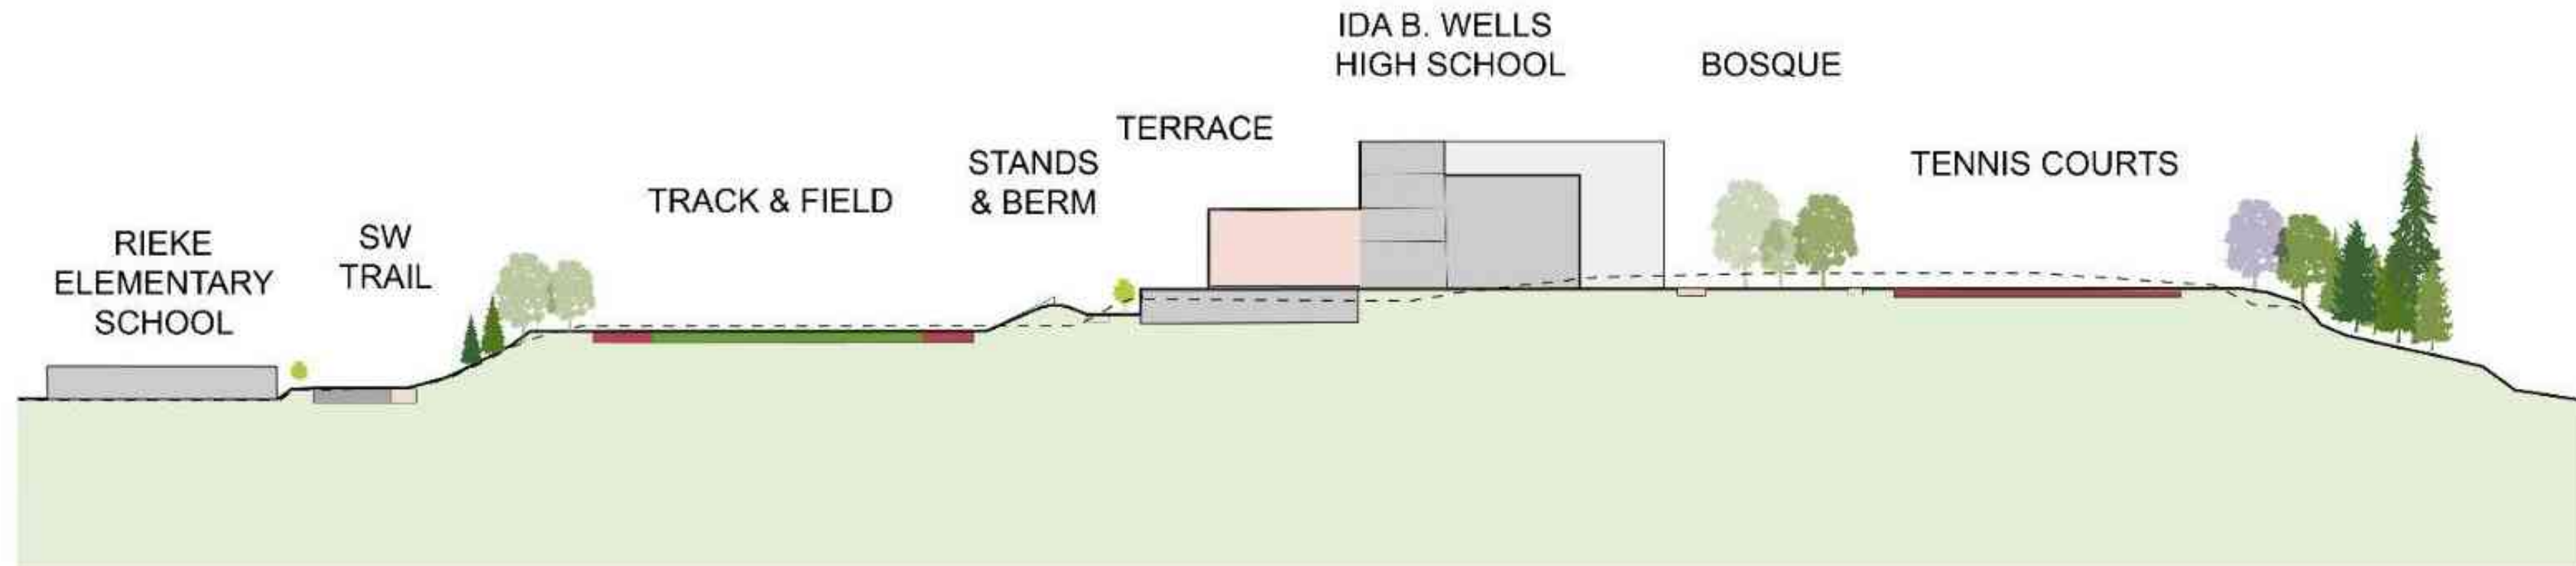 RIEKE
ELEMENTARY
SCHOOL
SW
TRAIL
TRACK & FIELD
STANDS
& BERM
TERRACE
IDA B. WELLS
HIGH SCHOOL
BOSQUE
TENNIS COURTS